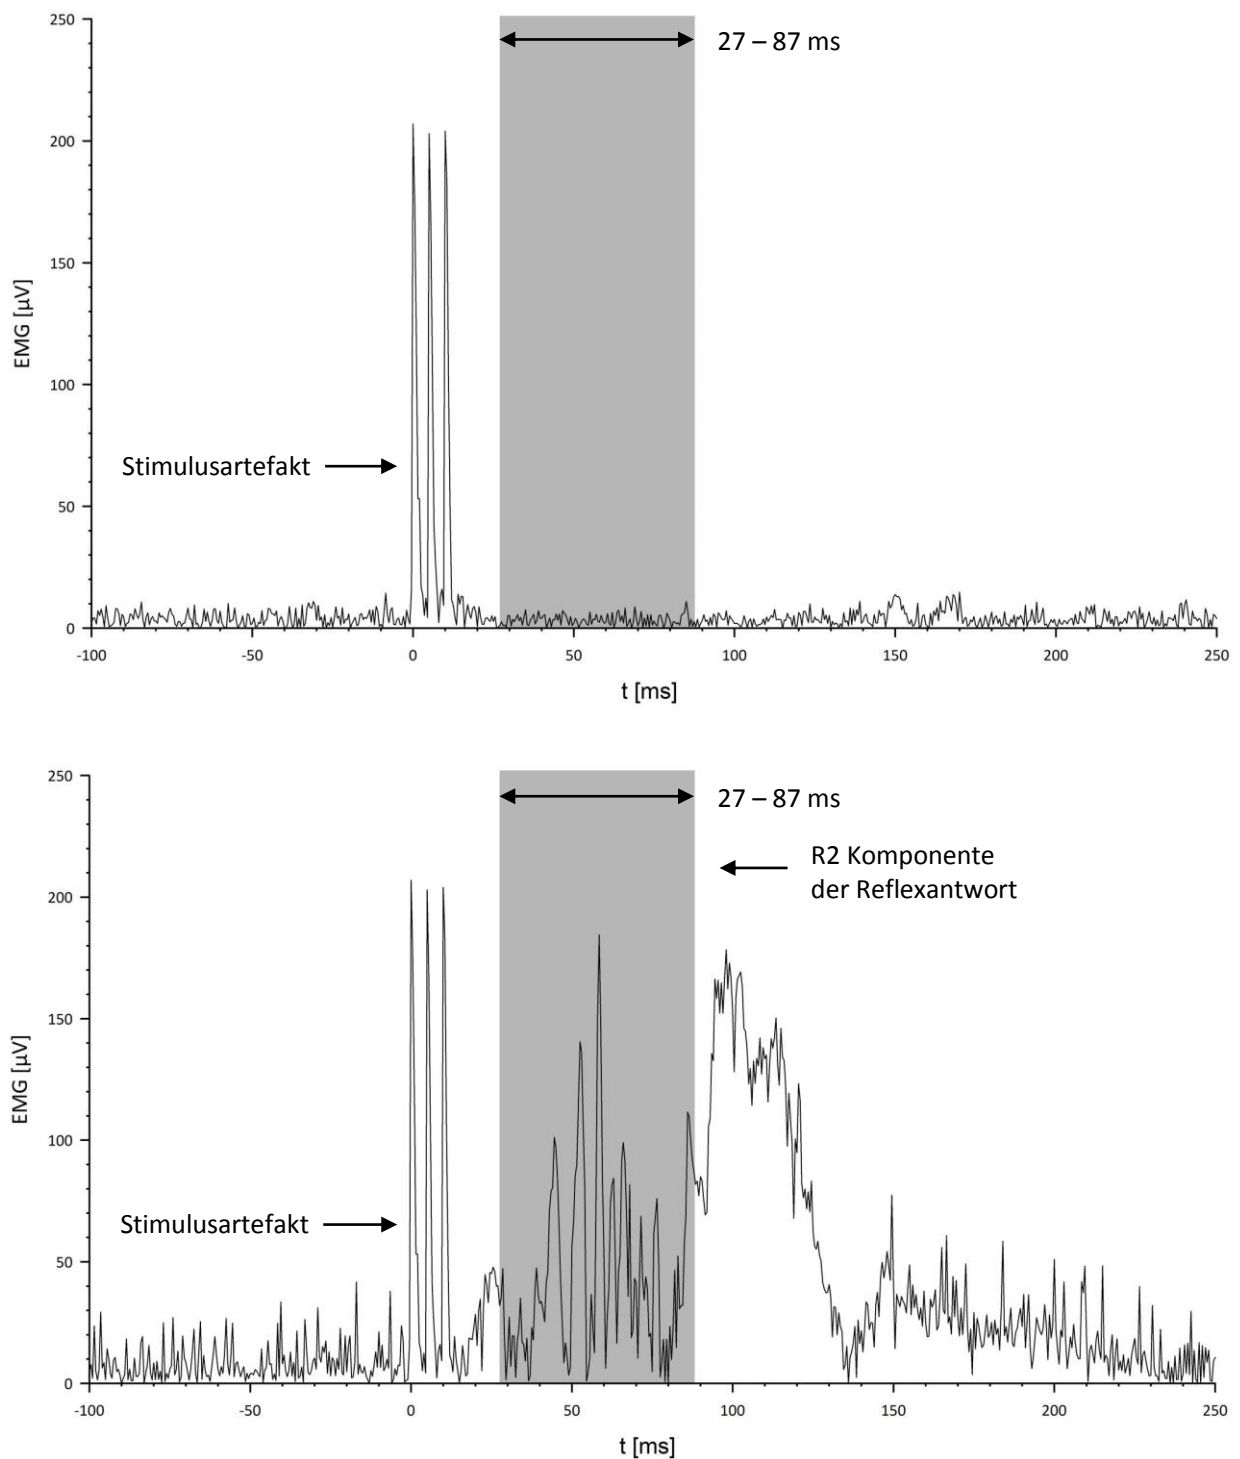 250
27 – 87 ms
200
150
EMG [µV]
100
Stimulusartefakt
50
0
-100 -50 0 50 100 150 200 250
t [ms]
250
27 – 87 ms
R2 Komponente
der Reflexantwort
200
150
EMG [µV]
100
Stimulusartefakt
50
0
-100 -50 0 50 100 150 200 250
t [ms]